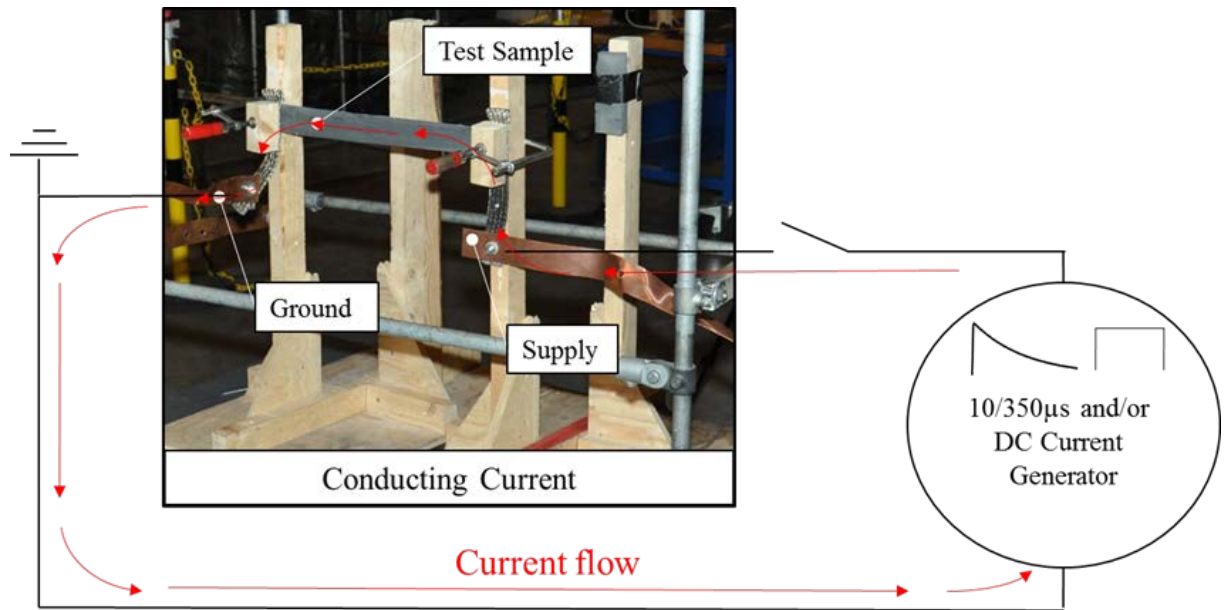 Test Sample
Ground
Supply
Conducting Current
10/350µs and/or
DC Current
Generator
Current flow